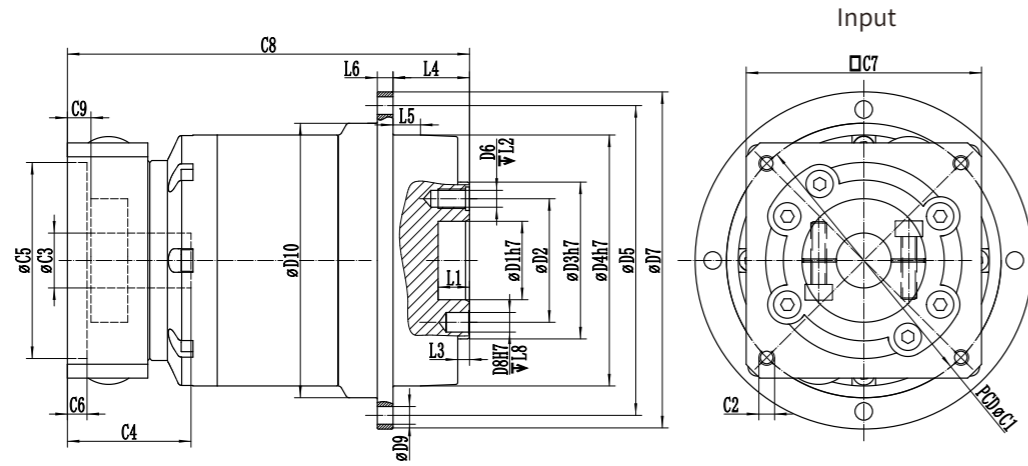 Input
C8
□C7
L6
L4
C9
L5
D6
↧L2
øC5
øC3
øD10
L1
øD1h7
øD2
øD3h7
øD4h7
øD5
øD7
L3
D8H7
↧L8
C6
C4
øD9
C2
PCDøC1